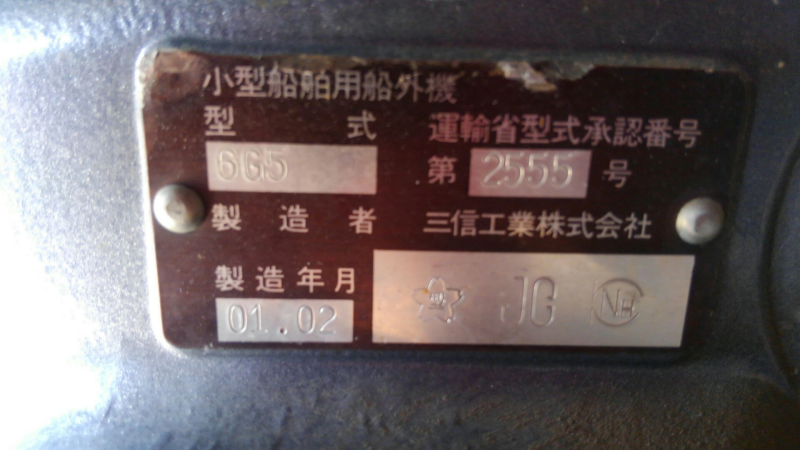 小型船舶用船外機
型 式 運輸省型式承認番号
6G5 第 2555 号
製 造 者 三信工業株式会社
製造年月
01.02 JG NK